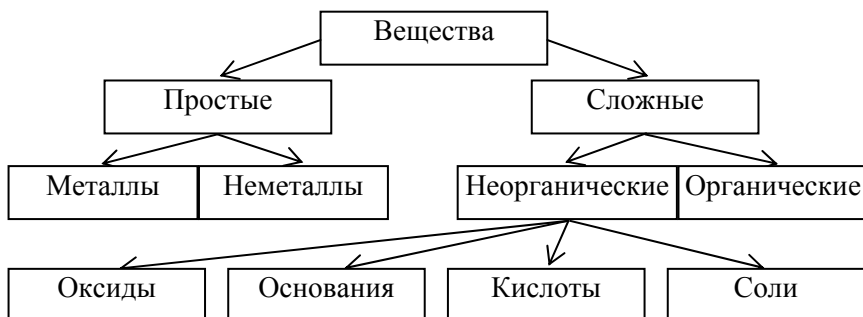 Вещества
Простые
Сложные
Металлы
Неметаллы
Неорганические
Органические
Оксиды
Основания
Кислоты
Соли